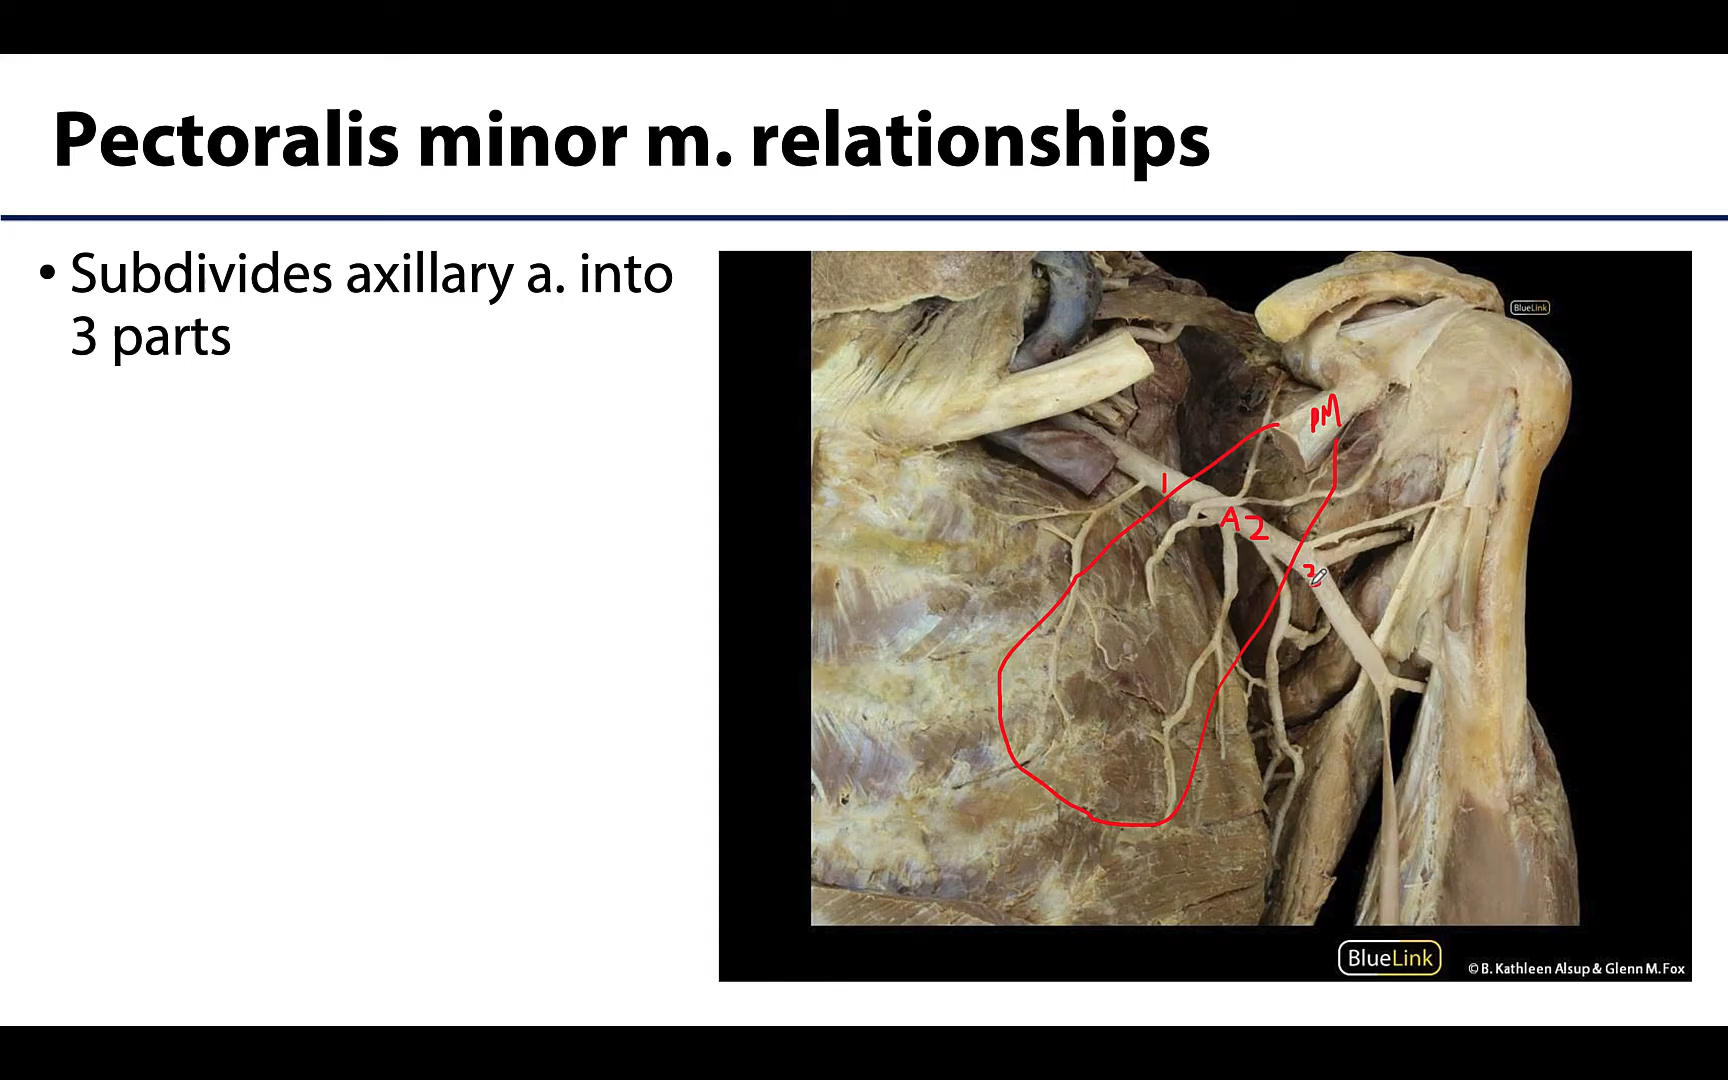 Pectoralis minor m. relationships
• Subdivides axillary a. into
3 parts
BlueLink
PM
1
A 2
3
BlueLink
© B. Kathleen Alsup & Glenn M. Fox